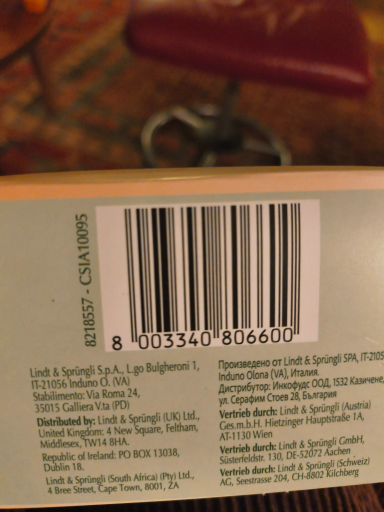 8218557 - CSIA10095
8 003340 806600
Lindt & Sprüngli S.p.A., L.go Bulgheroni 1,
IT-21056 Induno O. (VA)
Stabilimento: Via Roma 24,
35015 Galliera V.ta (PD)
Distributed by: Lindt & Sprüngli (UK) Ltd.,
United Kingdom: 4 New Square, Feltham,
Middlesex, TW14 8HA.
Republic of Ireland: PO BOX 13038,
Dublin 18.
Lindt & Sprüngli (South Africa) (Pty) Ltd.,
4 Bree Street, Cape Town, 8001, ZA
Произведено от Lindt & Sprüngli SPA, IT-2105
Induno Olona (VA), Италия.
Дистрибутор: Инкофудс ООД, 1532 Казичене,
ул. Серафим Стоев 28, България
Vertrieb durch: Lindt & Sprüngli (Austria)
Ges.m.b.H. Hietzinger Hauptstraße 1A,
AT-1130 Wien
Vertrieb durch: Lindt & Sprüngli GmbH,
Süsterfeldstr. 130, DE-52072 Aachen
Vertrieb durch: Lindt & Sprüngli (Schweiz)
AG, Seestrasse 204, CH-8802 Kilchberg